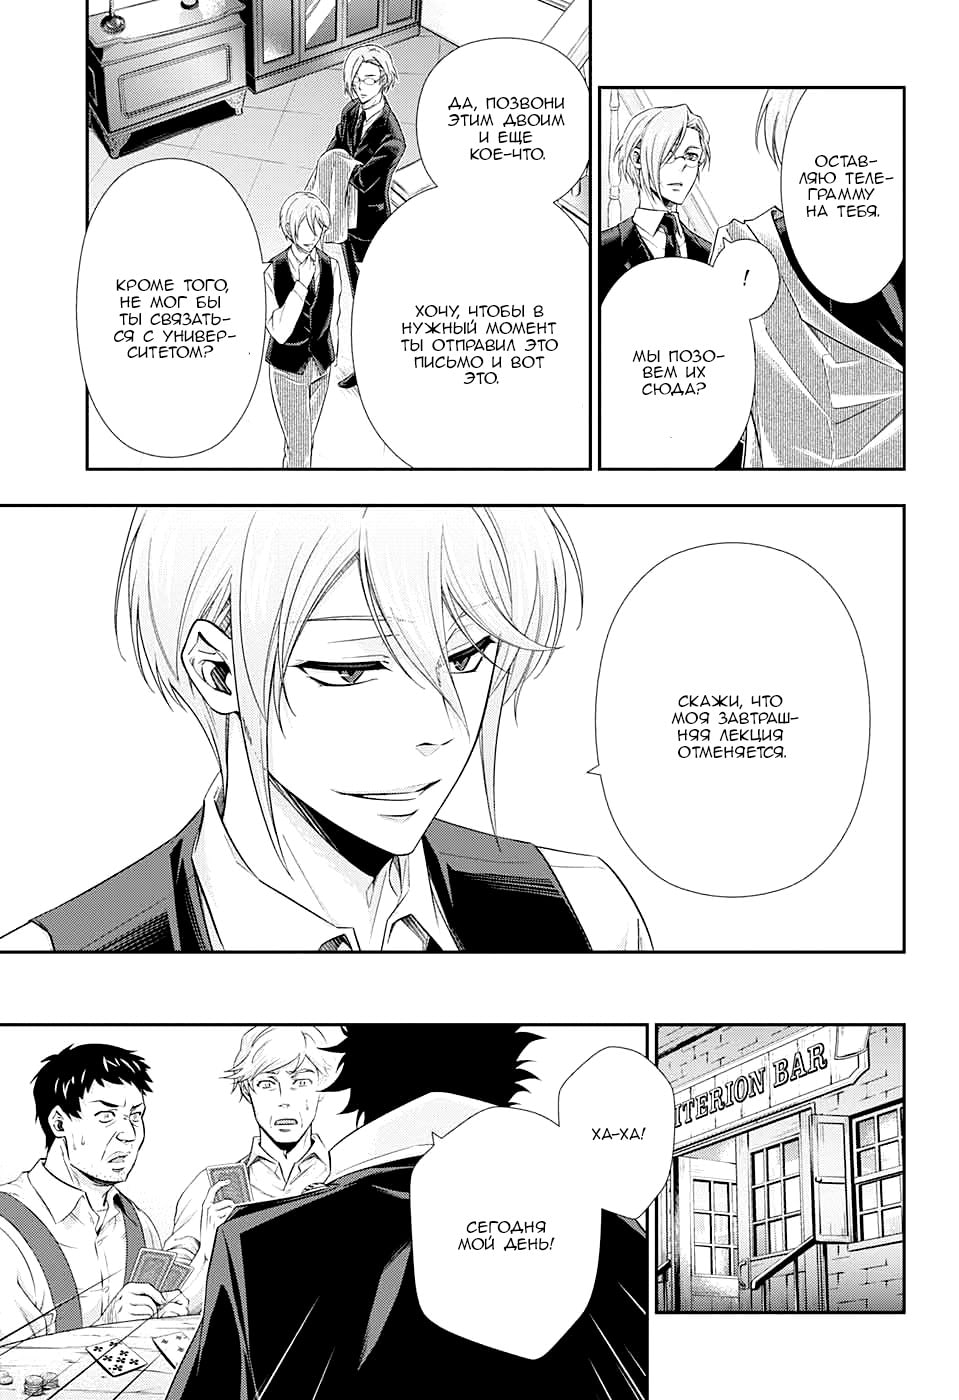 ОСТАВ-
ЛЯЮ ТЕЛЕ-
ГРАММУ
НА ТЕБЯ.
!
МЫ ПОЗО-
ВЕМ ИХ
СЮДА?
ДА, ПОЗВОНИ
ЭТИМ ДВОИМ
И ЕЩЕ
КОЕ-ЧТО.
ХОЧУ, ЧТОБЫ В
НУЖНЫЙ МОМЕНТ
ТЫ ОТПРАВИЛ ЭТО
ПИСЬМО И ВОТ
ЭТО.
КРОМЕ ТОГО,
НЕ МОГ БЫ
ТЫ СВЯЗАТЬ-
СЯ С УНИВЕР-
СИТЕТОМ?
СКАЖИ, ЧТО
МОЯ ЗАВТРАШ-
НЯЯ ЛЕКЦИЯ
ОТМЕНЯЕТСЯ.
ITERION BAR
ХА-ХА!
СЕГОДНЯ
МОЙ ДЕНЬ!